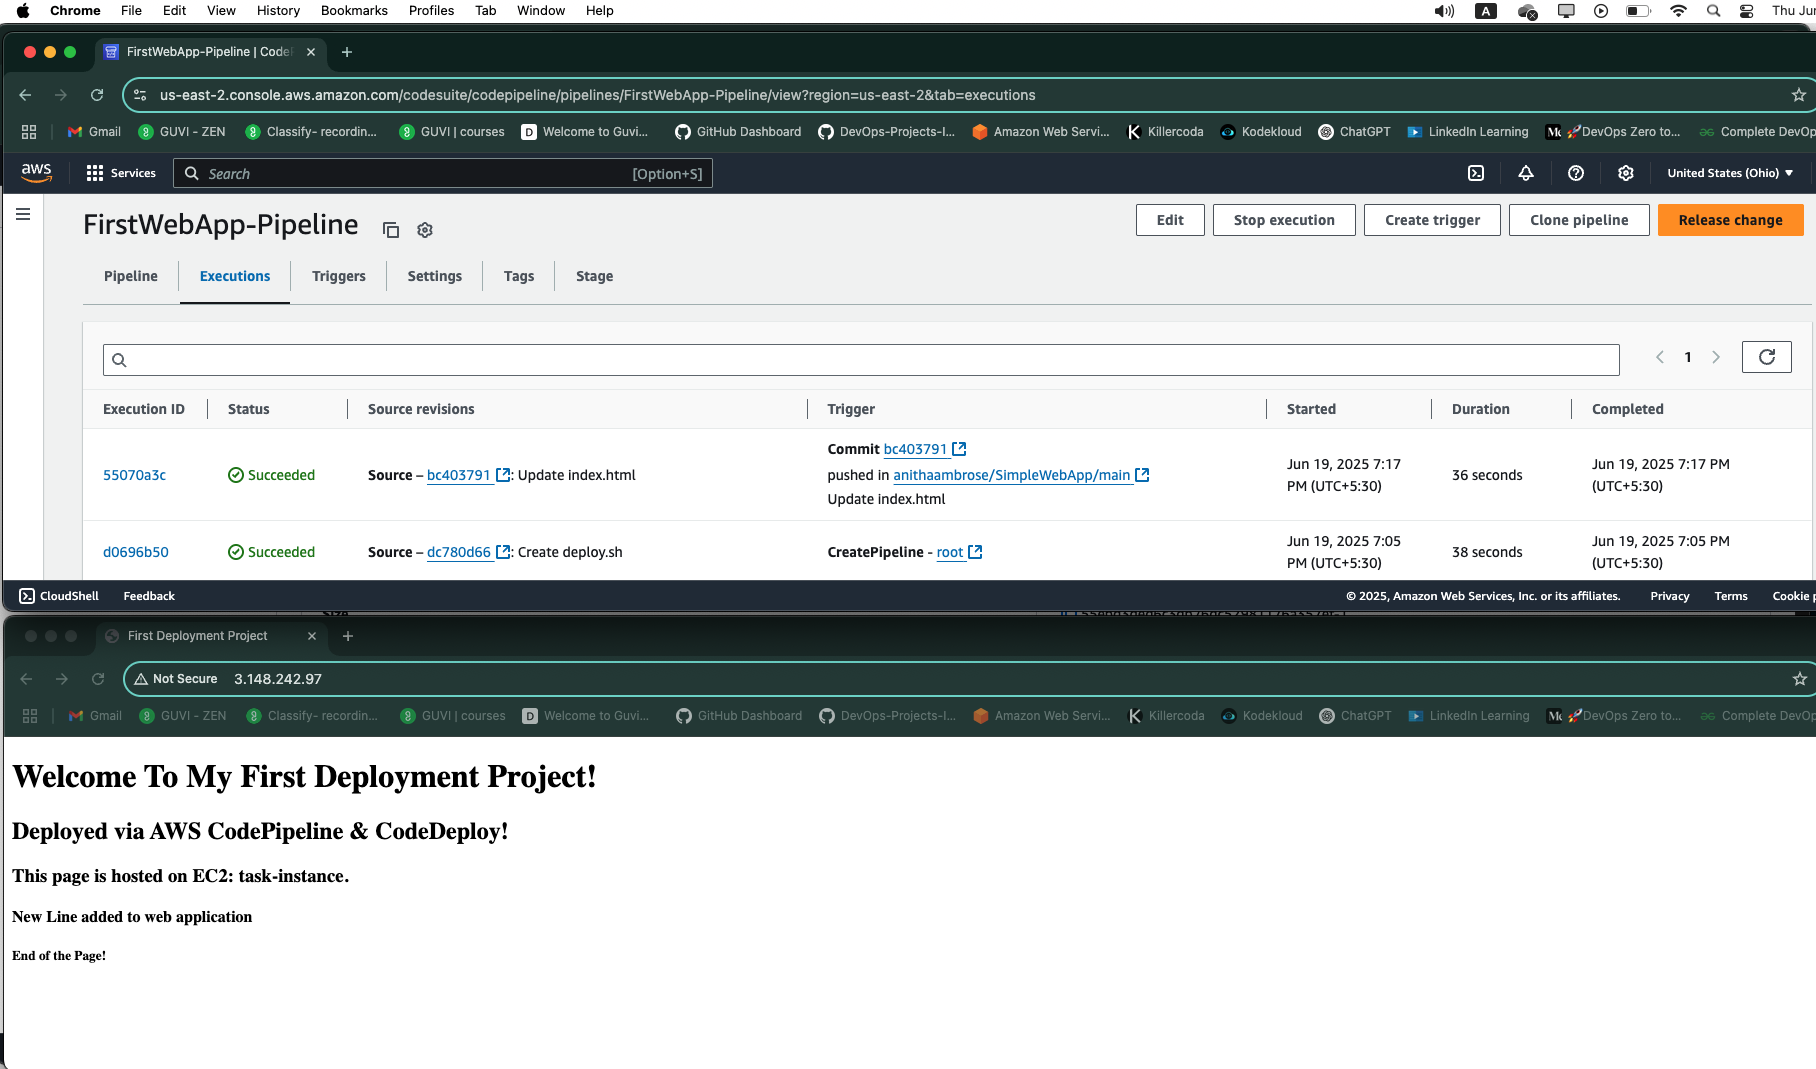 Chrome File Edit View History Bookmarks Profiles Tab Window Help A Thu Jun
FirstWebApp-Pipeline | Code
us-east-2.console.aws.amazon.com/codesuite/codepipeline/pipelines/FirstWebApp-Pipeline/view?region=us-east-2&tab=executions
Gmail GUVI - ZEN Classify- recordin... GUVI | courses D Welcome to Guvi... GitHub Dashboard DevOps-Projects-I... Amazon Web Servi... Killercoda Kodekloud ChatGPT LinkedIn Learning DevOps Zero to... Complete DevOp
aws Services Search [Option+S] United States (Ohio)
FirstWebApp-Pipeline Edit Stop execution Create trigger Clone pipeline Release change
Pipeline Executions Triggers Settings Tags Stage
1
Execution ID Status Source revisions Trigger Started Duration Completed
Commit bc403791
55070a3c Succeeded Source – bc403791 : Update index.html pushed in anithaambrose/SimpleWebApp/main Jun 19, 2025 7:17 PM (UTC+5:30) 36 seconds Jun 19, 2025 7:17 PM (UTC+5:30)
Update index.html
d0696b50 Succeeded Source – dc780d66 : Create deploy.sh CreatePipeline - root Jun 19, 2025 7:05 PM (UTC+5:30) 38 seconds Jun 19, 2025 7:05 PM (UTC+5:30)
CloudShell Feedback © 2025, Amazon Web Services, Inc. or its affiliates. Privacy Terms Cookie p
First Deployment Project
Not Secure 3.148.242.97
Gmail GUVI - ZEN Classify- recordin... GUVI | courses D Welcome to Guvi... GitHub Dashboard DevOps-Projects-I... Amazon Web Servi... Killercoda Kodekloud ChatGPT LinkedIn Learning DevOps Zero to... Complete DevOp
Welcome To My First Deployment Project!
Deployed via AWS CodePipeline & CodeDeploy!
This page is hosted on EC2: task-instance.
New Line added to web application
End of the Page!